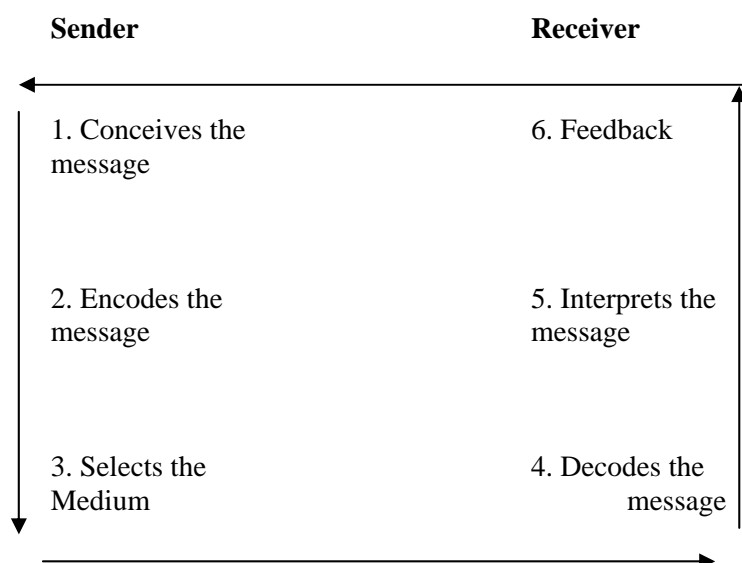 Sender
Receiver
1. Conceives the
message
2. Encodes the
message
3. Selects the
Medium
6. Feedback
5. Interprets the
message
4. Decodes the
message